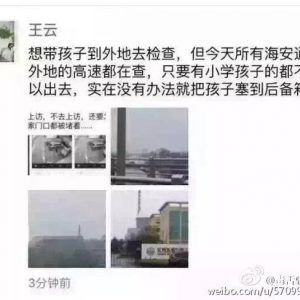 王云
想带孩子到外地去检查，但今天所有海安通
外地的高速都在查，只要有小学孩子的都不
以出去，实在没有办法就把孩子塞到后备箱
上访，不去上访，还要
家门口都被堵着......
3分钟前
weibo.com/u/57099